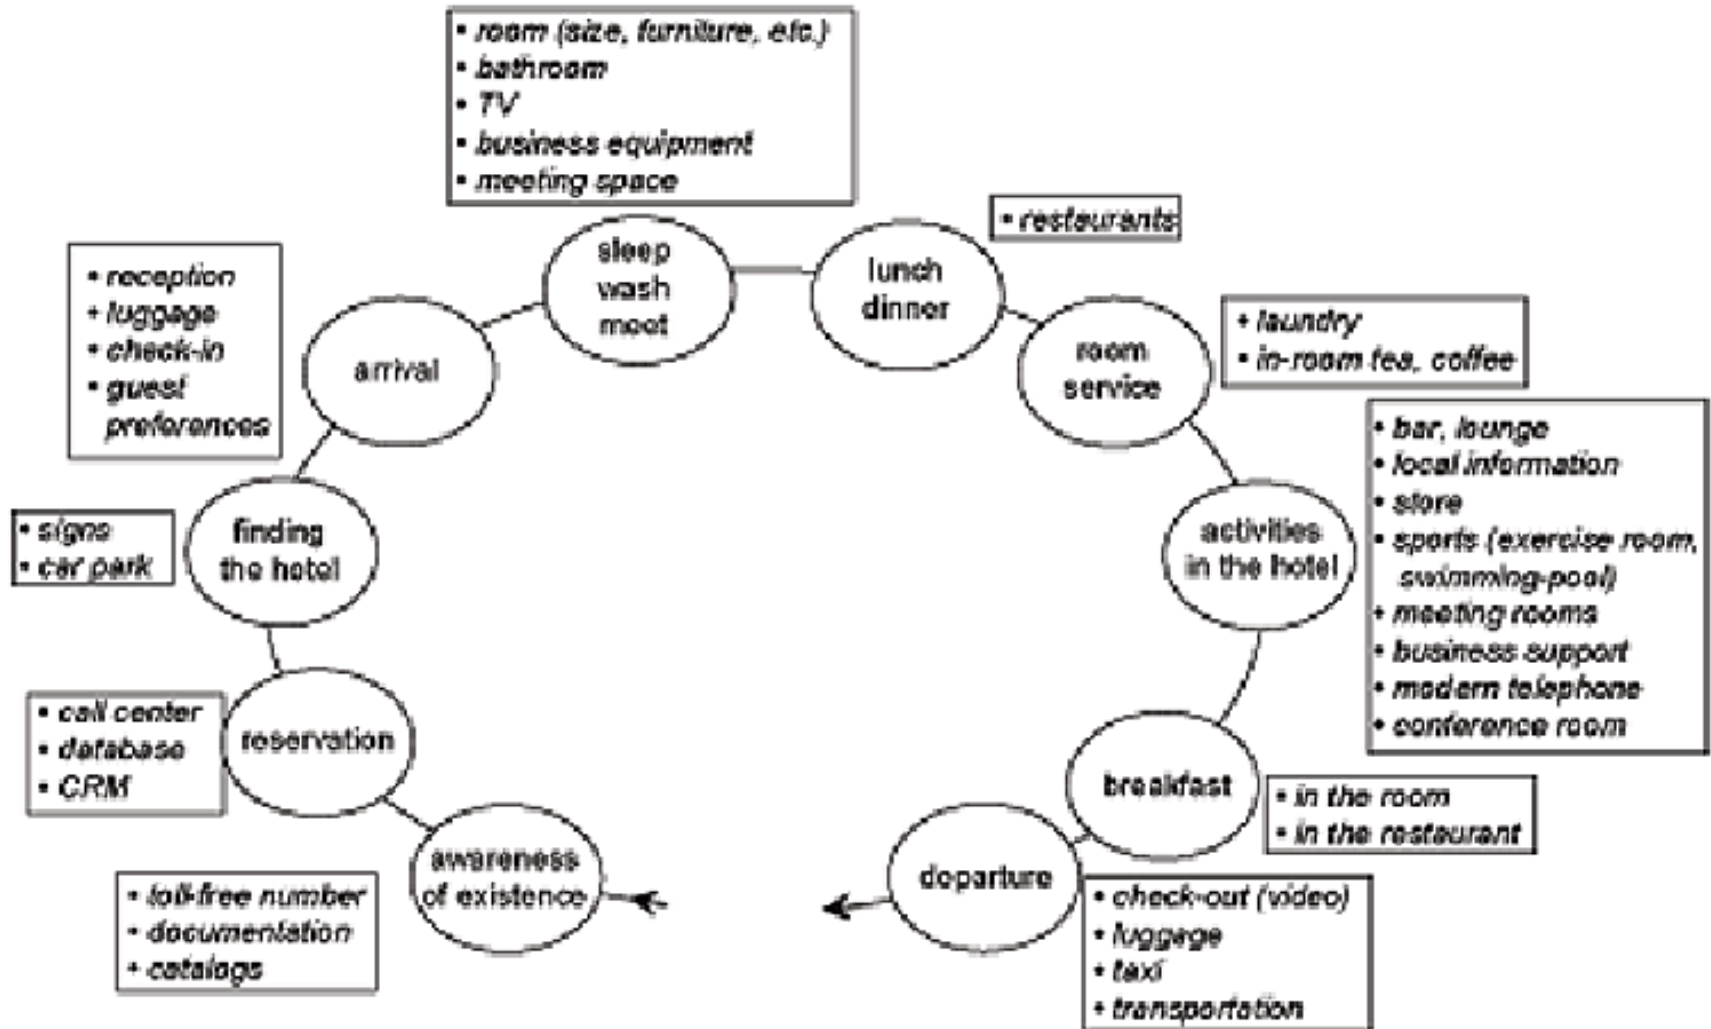 • room (size, furniture, etc.)
• bathroom
• TV
• business equipment
• meeting space
• restaurants
sleep
wash
meet
lunch
dinner
• reception
• luggage
• check-in
• guest
preferences
arrival
room
service
• laundry
• in-room tea, coffee
• bar, lounge
• local information
• store
• sports (exercise room,
swimming-pool)
• meeting rooms
• business support
• modern telephone
• conference room
• signs
• car park
finding
the hotel
activities
in the hotel
• call center
• database
• CRM
reservation
breakfast
• in the room
• in the restaurant
awareness
of existence
departure
• toll-free number
• documentation
• catalogs
• check-out (video)
• luggage
• taxi
• transportation